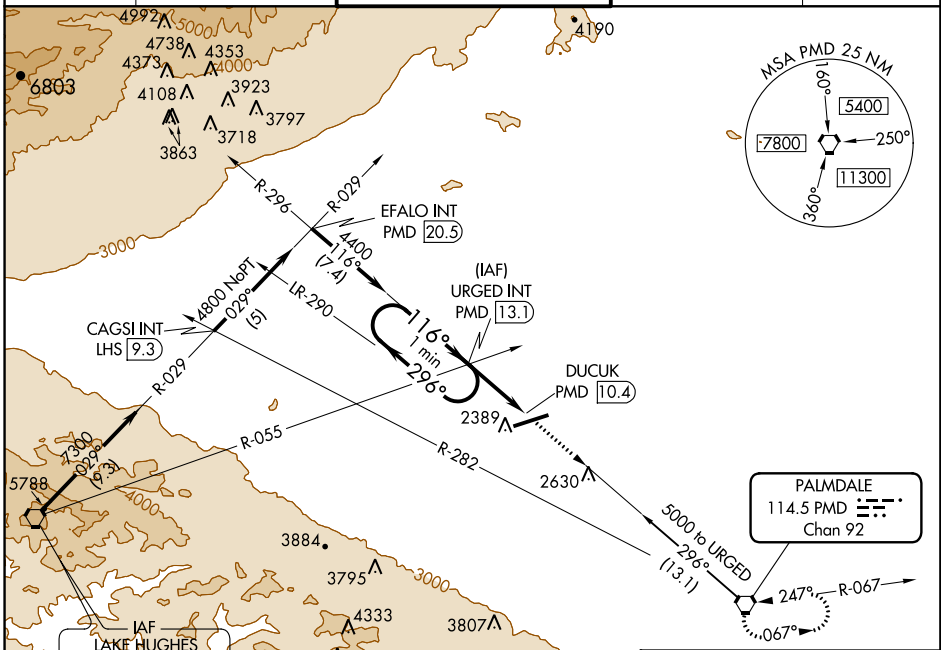 4992
5000
4738
4353
4373
4000
6803
4108
3923
3797
3718
3863
4190
MSA PMD 25 NM
160°
5400
7800
250°
11300
360°
R-296
R-029
EFALO INT
PMD 20.5
3000
4400
116°
(7.4)
(IAF)
URGED INT
PMD 13.1
4800 NoPT
029°
(5)
LR-290
CAGSI INT
LHS 9.3
116°
1 min
296°
R-029
DUCUK
PMD 10.4
2389
R-055
R-282
7300
029°
(9.3)
5788
4000
2630
PALMDALE
114.5 PMD
Chan 92
5000 to URGED
296°
(13.1)
3884
3795
3000
247°
R-067
067°
4333
3807
IAF
LAKE HUGHES